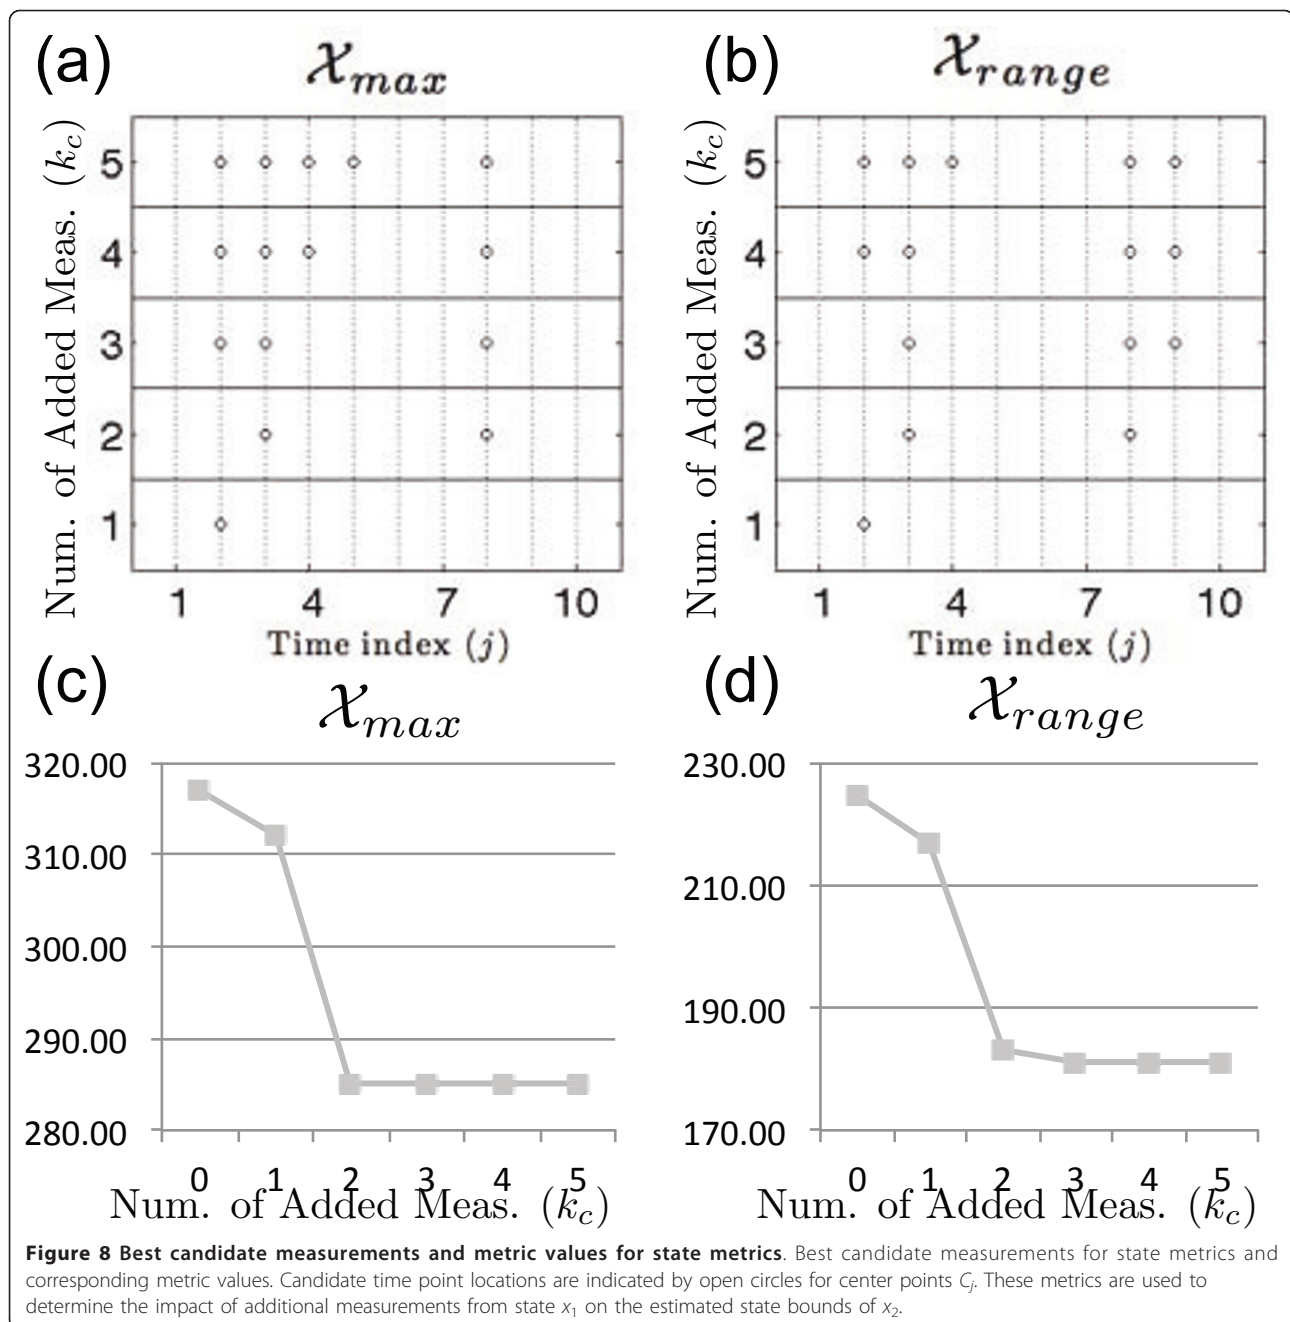 (a)
𝒳max
Num. of Added Meas. (kc)
5
4
3
2
1
1 4 7 10
Time index (j)
(b)
𝒳range
Num. of Added Meas. (kc)
5
4
3
2
1
1 4 7 10
Time index (j)
(c)
𝒳max
320.00
310.00
300.00
290.00
280.00
0 1 2 3 4 5
Num. of Added Meas. (kc)
(d)
𝒳range
230.00
210.00
190.00
170.00
0 1 2 3 4 5
Num. of Added Meas. (kc)
Figure 8 Best candidate measurements and metric values for state metrics. Best candidate measurements for state metrics and
corresponding metric values. Candidate time point locations are indicated by open circles for center points Cj. These metrics are used to
determine the impact of additional measurements from state x1 on the estimated state bounds of x2.